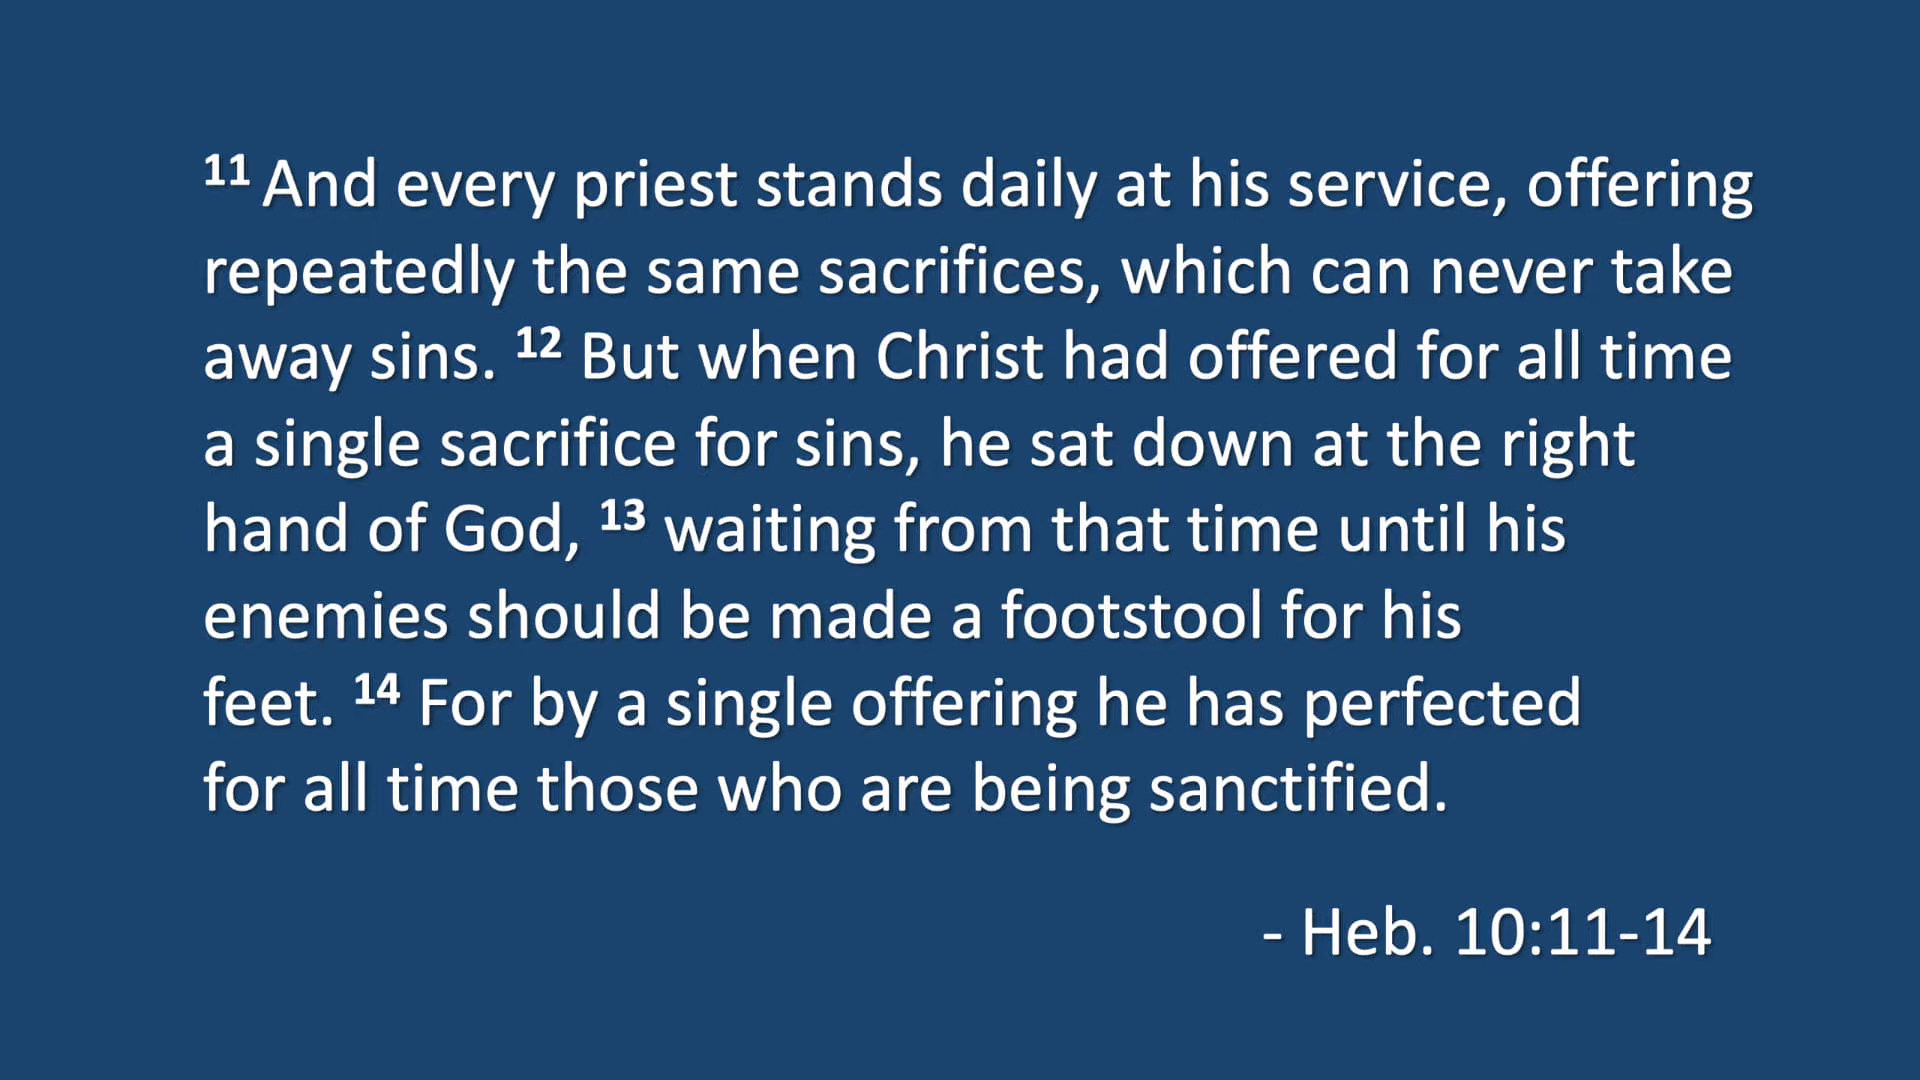 11 And every priest stands daily at his service, offering
repeatedly the same sacrifices, which can never take
away sins. 12 But when Christ had offered for all time
a single sacrifice for sins, he sat down at the right
hand of God, 13 waiting from that time until his
enemies should be made a footstool for his
feet. 14 For by a single offering he has perfected
for all time those who are being sanctified.
- Heb. 10:11-14